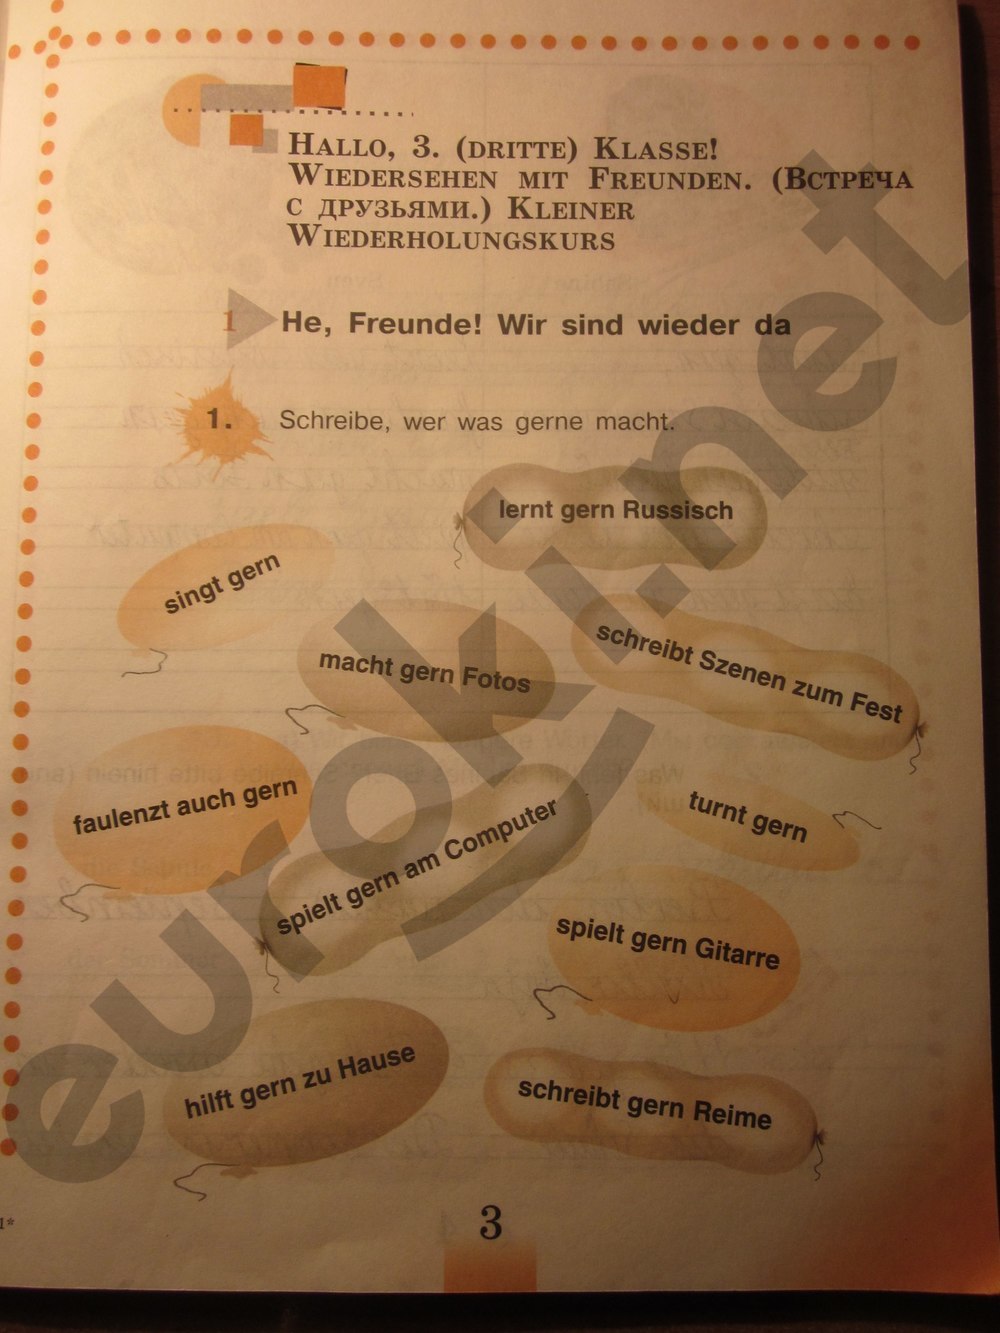 HALLO, 3. (DRITTE) KLASSE!
WIEDERSEHEN MIT FREUNDEN. (ВСТРЕЧА
С ДРУЗЬЯМИ.) KLEINER
WIEDERHOLUNGSKURS
1 He, Freunde! Wir sind wieder da
1. Schreibe, wer was gerne macht.
lernt gern Russisch
singt gern
macht gern Fotos
schreibt Szenen zum Fest
faulenzt auch gern
spielt gern am Computer
turnt gern
spielt gern Gitarre
hilft gern zu Hause
schreibt gern Reime
3
1*
euroki.net